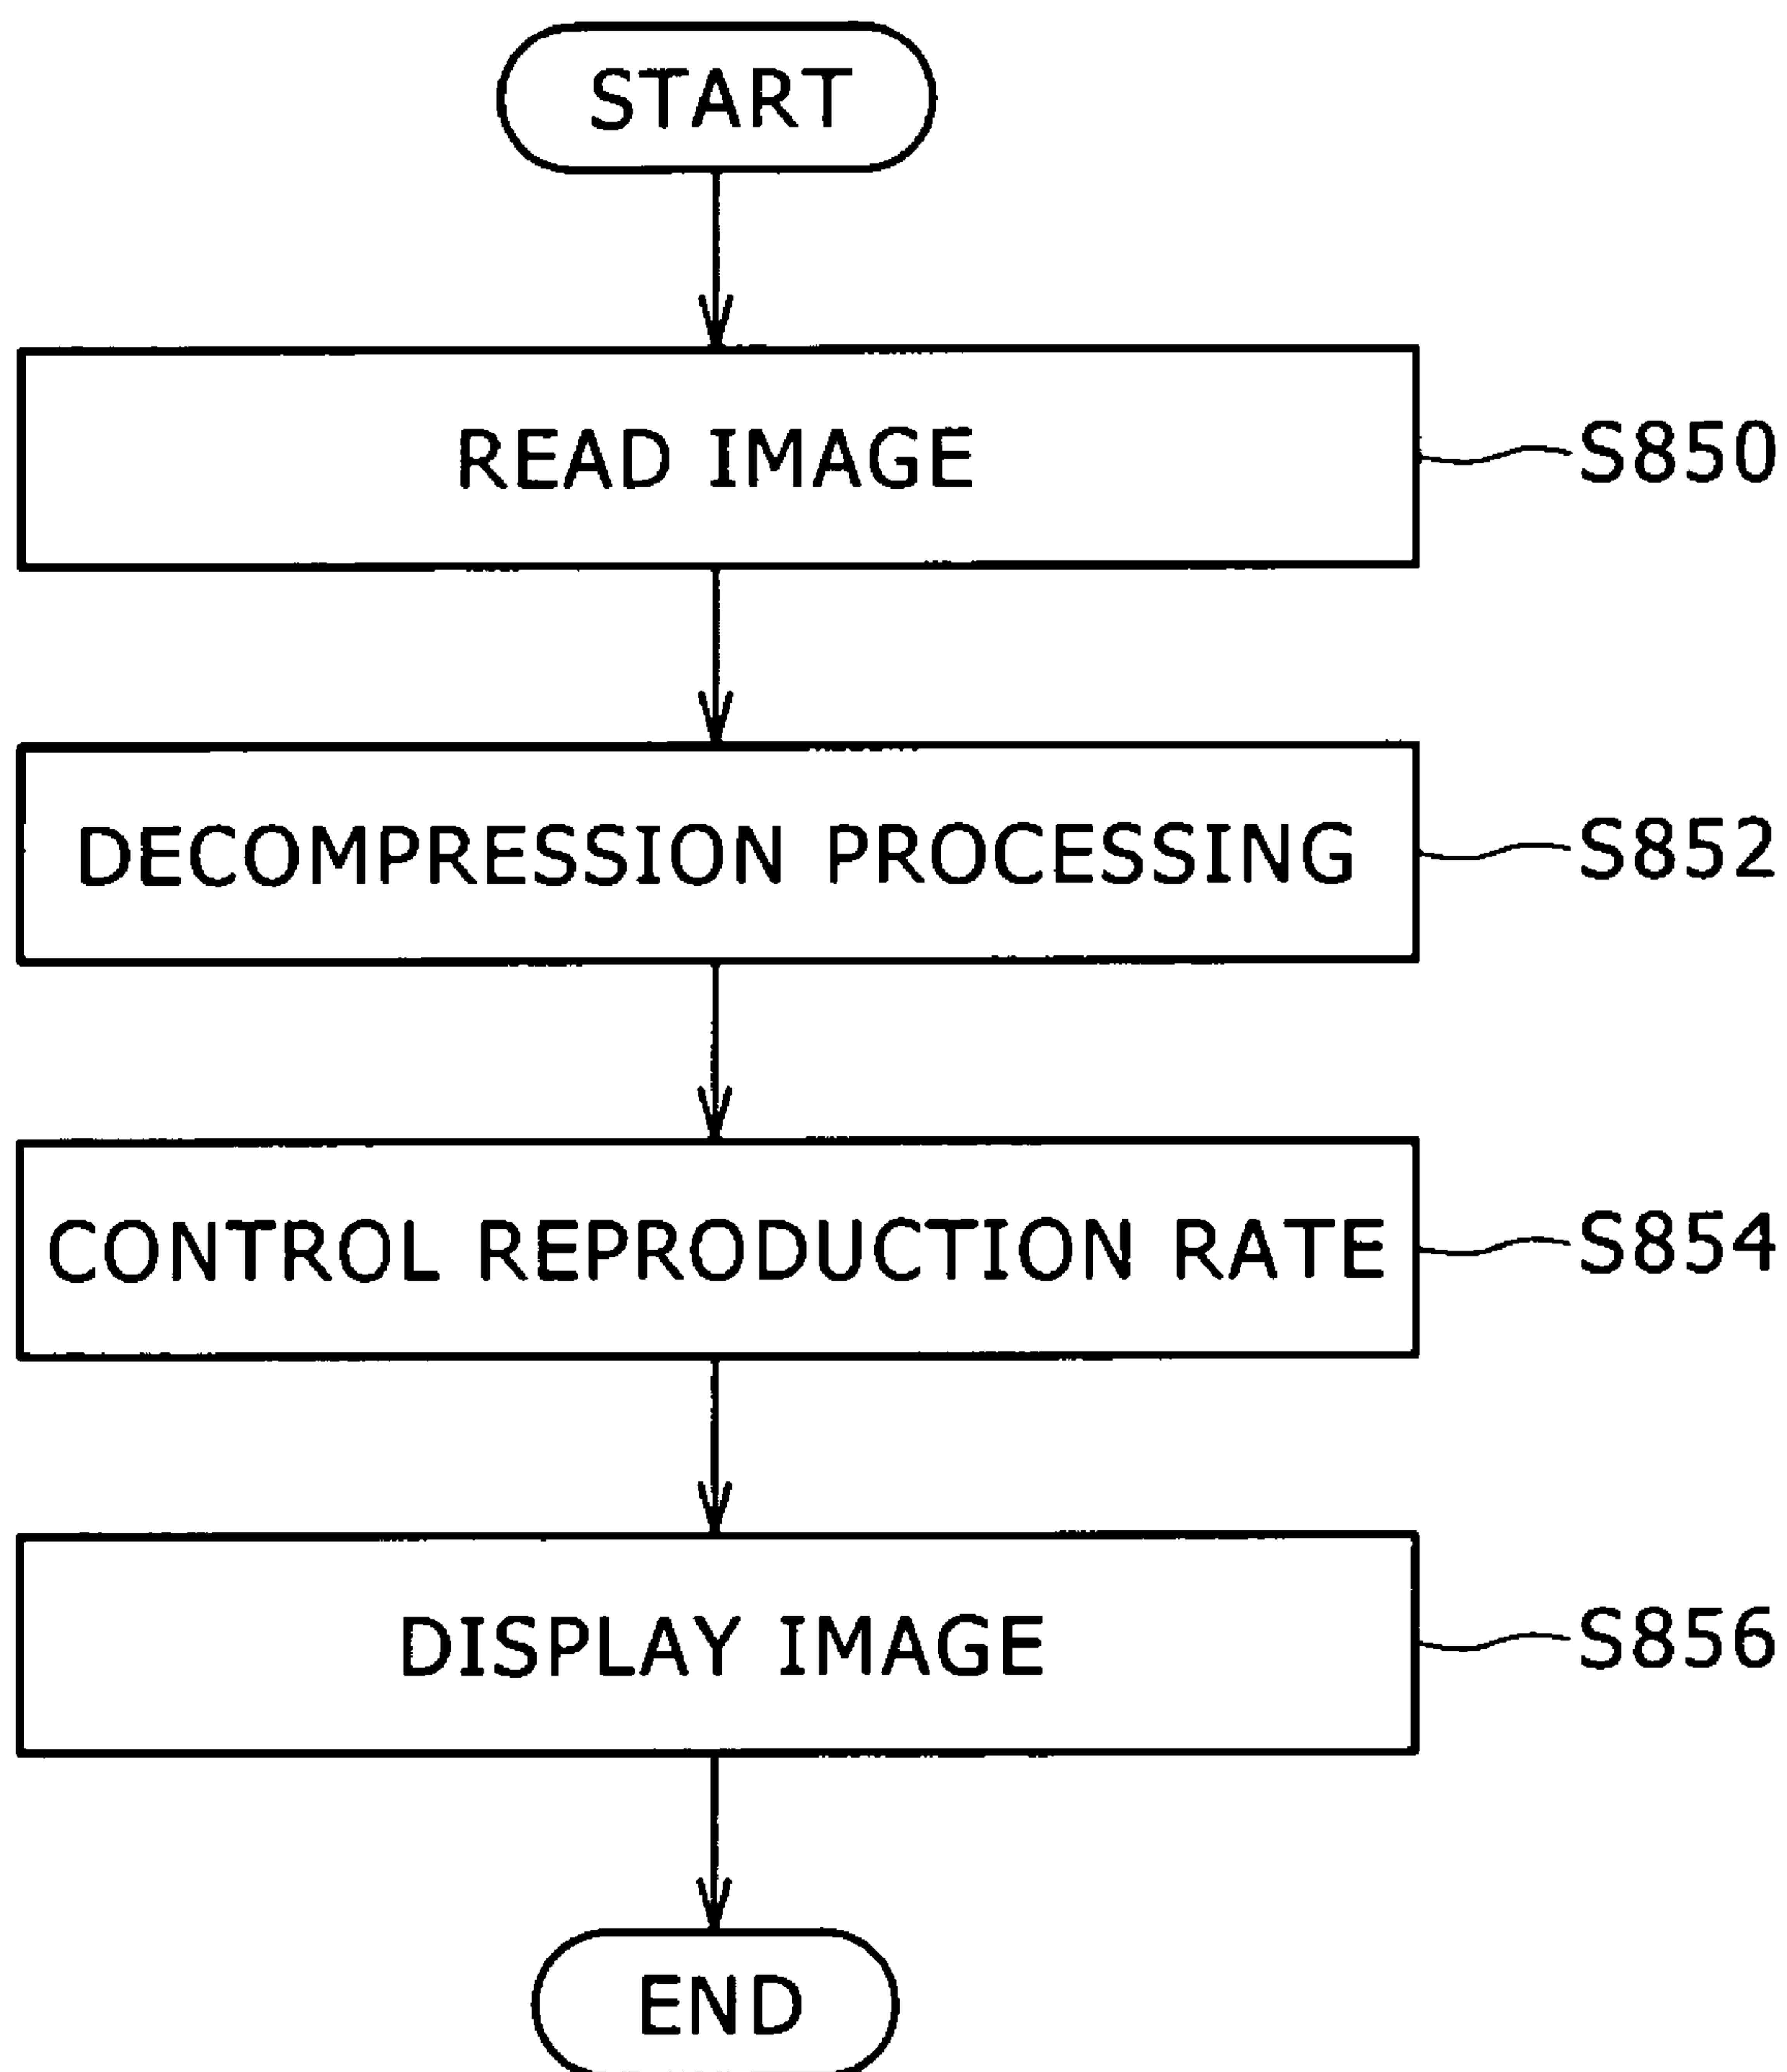 START
READ IMAGE
S850
DECOMPRESSION PROCESSING
S852
CONTROL REPRODUCTION RATE
S854
DISPLAY IMAGE
S856
END